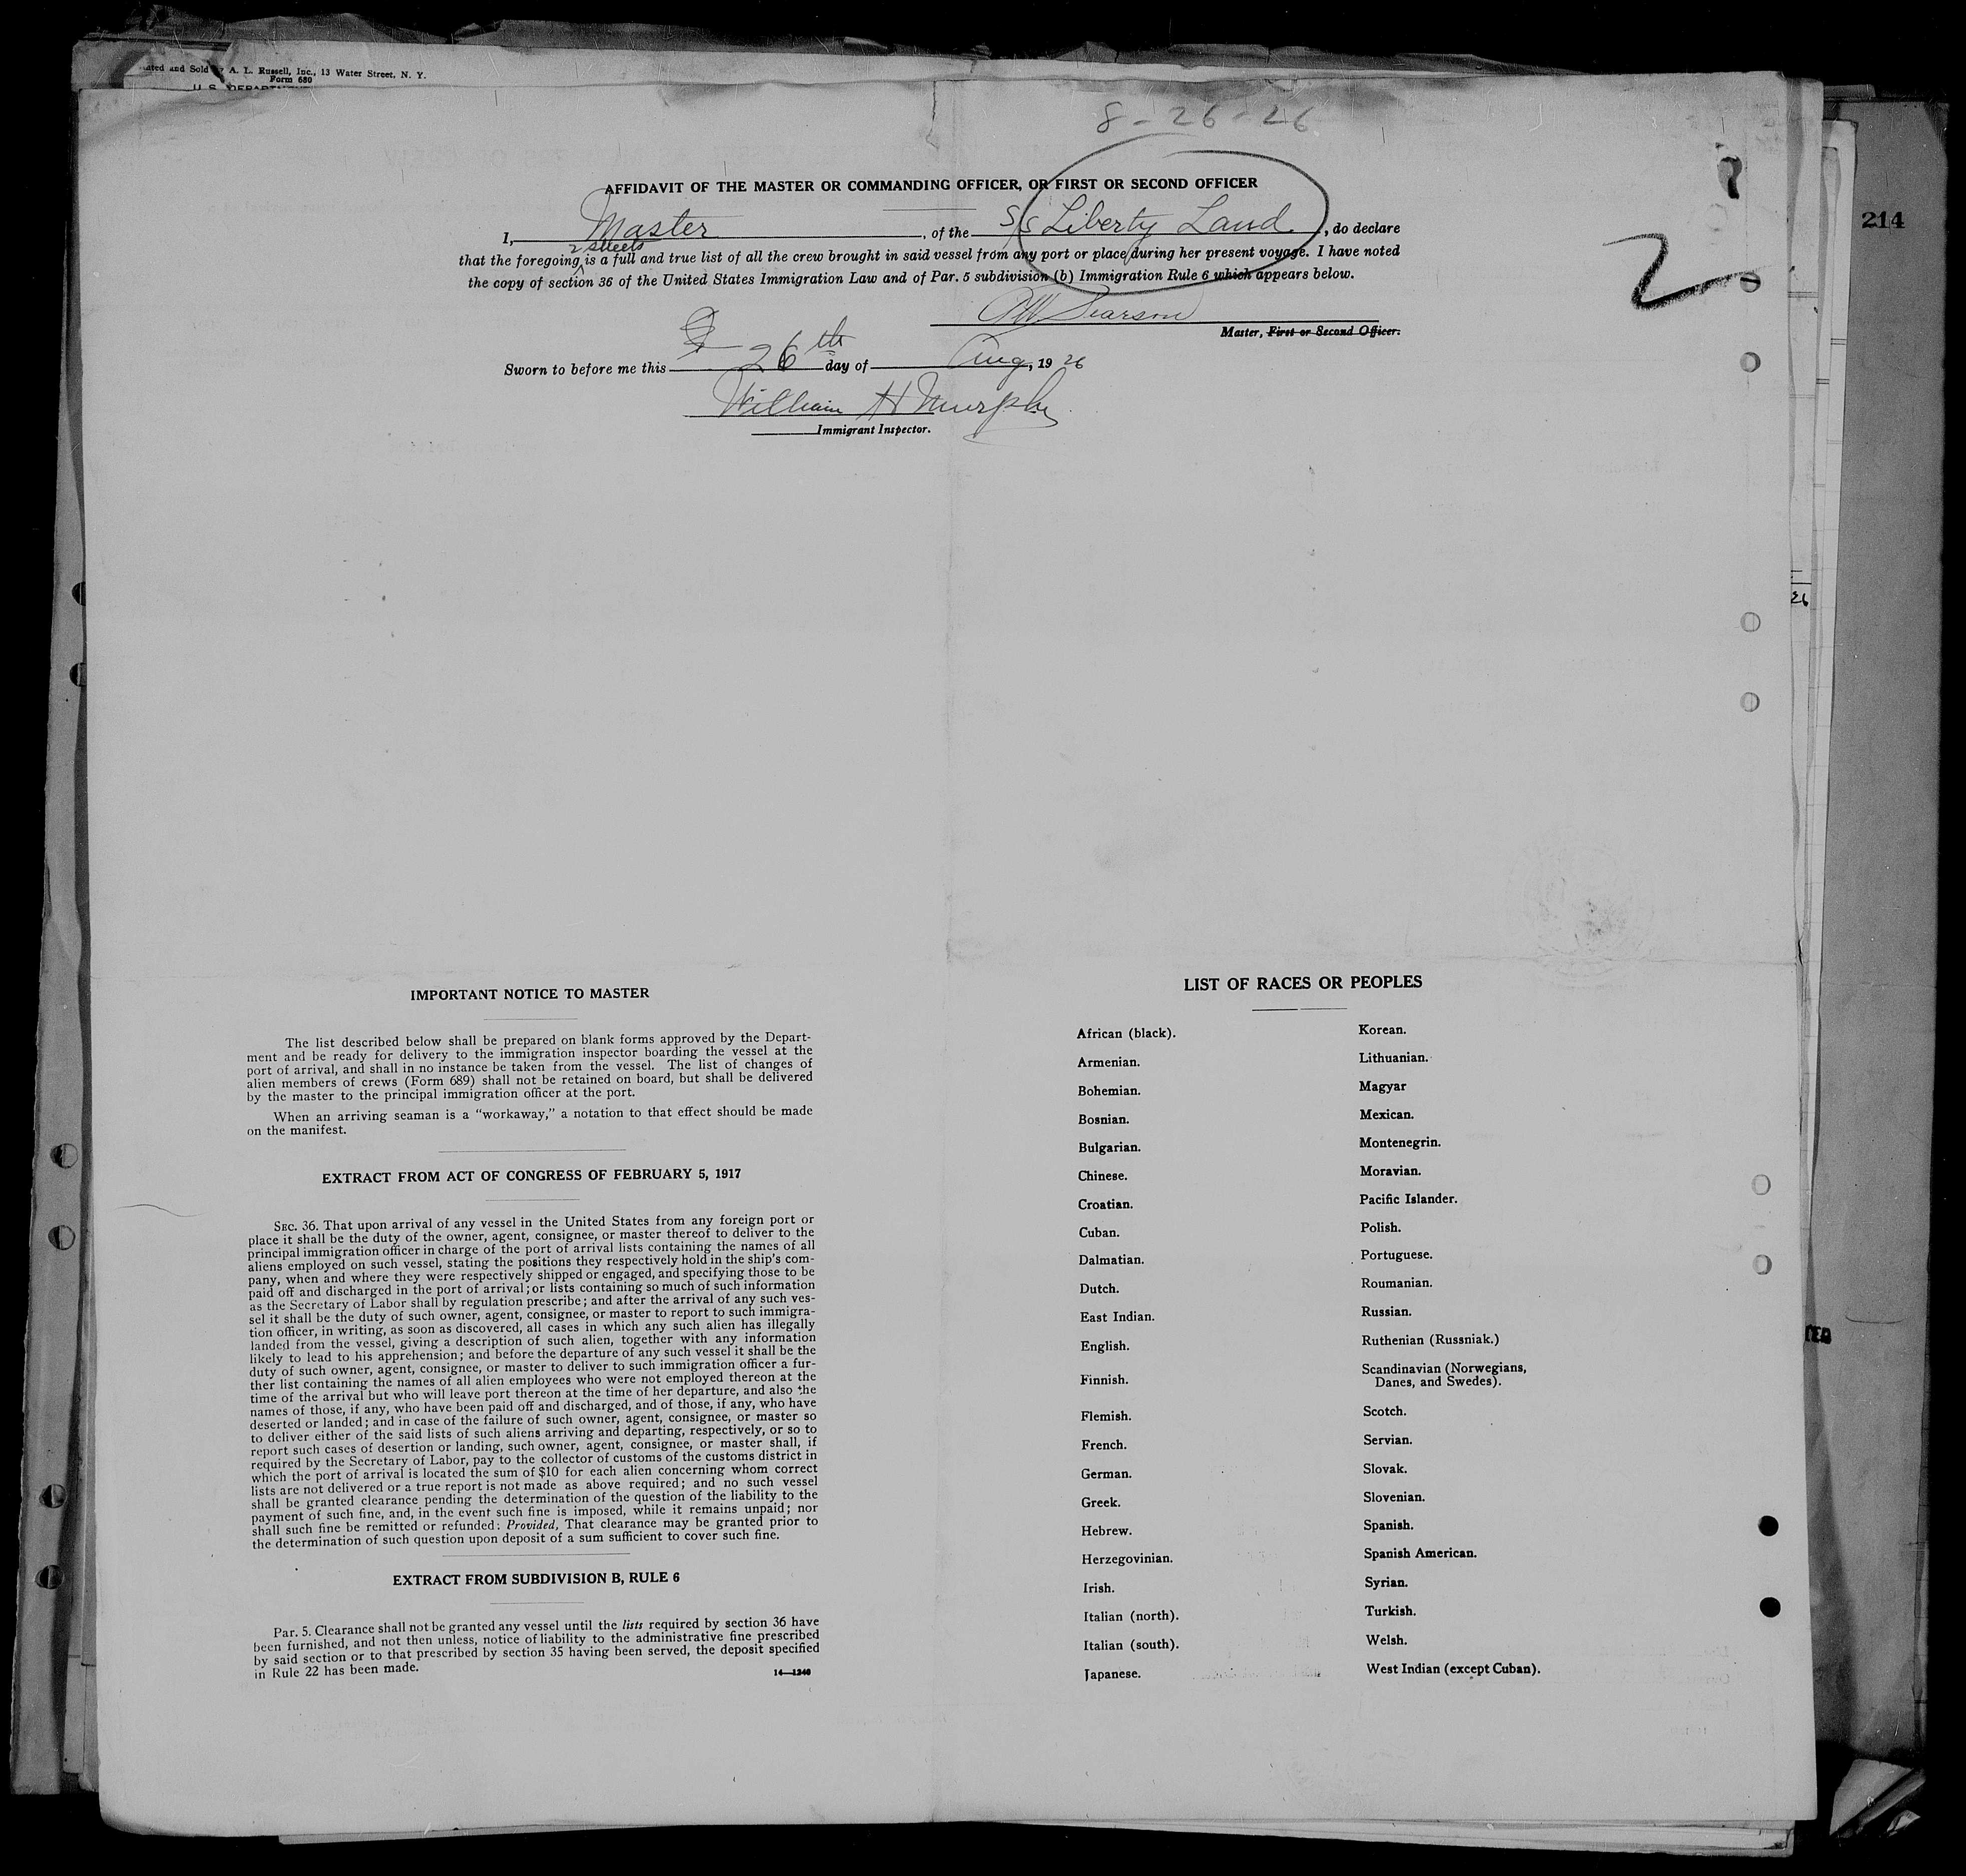 and Sold A. L. Russell, Inc., 13 Water Street, N. Y.
Form 680
8 - 26 - 26
214
AFFIDAVIT OF THE MASTER OR COMMANDING OFFICER, OR FIRST OR SECOND OFFICER
I, Master, of the S/S Liberty Land, do declare
2 sheets
that the foregoing is a full and true list of all the crew brought in said vessel from any port or place during her present voyage. I have noted
the copy of section 36 of the United States Immigration Law and of Par. 5 subdivision (b) Immigration Rule 6 which appears below.
2
Master, First or Second Officer.
Sworn to before me this 26th day of Aug, 19 26
William H Murphy
Immigrant Inspector.
26
IMPORTANT NOTICE TO MASTER
The list described below shall be prepared on blank forms approved by the Depart-
ment and be ready for delivery to the immigration inspector boarding the vessel at the
port of arrival, and shall in no instance be taken from the vessel. The list of changes of
alien members of crews (Form 689) shall not be retained on board, but shall be delivered
by the master to the principal immigration officer at the port.
When an arriving seaman is a "workaway," a notation to that effect should be made
on the manifest.
EXTRACT FROM ACT OF CONGRESS OF FEBRUARY 5, 1917
SEC. 36. That upon arrival of any vessel in the United States from any foreign port or
place it shall be the duty of the owner, agent, consignee, or master thereof to deliver to the
principal immigration officer in charge of the port of arrival lists containing the names of all
aliens employed on such vessel, stating the positions they respectively hold in the ship's com-
pany, when and where they were respectively shipped or engaged, and specifying those to be
paid off and discharged in the port of arrival; or lists containing so much of such information
as the Secretary of Labor shall by regulation prescribe; and after the arrival of any such ves-
sel it shall be the duty of such owner, agent, consignee, or master to report to such immigra-
tion officer, in writing, as soon as discovered, all cases in which any such alien has illegally
landed from the vessel, giving a description of such alien, together with any information
likely to lead to his apprehension; and before the departure of any such vessel it shall be the
duty of such owner, agent, consignee, or master to deliver to such immigration officer a fur-
ther list containing the names of all alien employees who were not employed thereon at the
time of the arrival but who will leave port thereon at the time of her departure, and also the
names of those, if any, who have been paid off and discharged, and of those, if any, who have
deserted or landed; and in case of the failure of such owner, agent, consignee, or master so
to deliver either of the said lists of such aliens arriving and departing, respectively, or so to
report such cases of desertion or landing, such owner, agent, consignee, or master shall, if
required by the Secretary of Labor, pay to the collector of customs of the customs district in
which the port of arrival is located the sum of $10 for each alien concerning whom correct
lists are not delivered or a true report is not made as above required; and no such vessel
shall be granted clearance pending the determination of the question of the liability to the
payment of such fine, and, in the event such fine is imposed, while it remains unpaid; nor
shall such fine be remitted or refunded: Provided, That clearance may be granted prior to
the determination of such question upon deposit of a sum sufficient to cover such fine.
EXTRACT FROM SUBDIVISION B, RULE 6
Par. 5. Clearance shall not be granted any vessel until the lists required by section 36 have
been furnished, and not then unless, notice of liability to the administrative fine prescribed
by said section or to that prescribed by section 35 having been served, the deposit specified
in Rule 22 has been made.
14—1240
LIST OF RACES OR PEOPLES
African (black).
Armenian.
Bohemian.
Bosnian.
Bulgarian.
Chinese.
Croatian.
Cuban.
Dalmatian.
Dutch.
East Indian.
English.
Finnish.
Flemish.
French.
German.
Greek.
Hebrew.
Herzegovinian.
Irish.
Italian (north).
Italian (south).
Japanese.
Korean.
Lithuanian.
Magyar
Mexican.
Montenegrin.
Moravian.
Pacific Islander.
Polish.
Portuguese.
Roumanian.
Russian.
Ruthenian (Russniak.)
Scandinavian (Norwegians,
Danes, and Swedes).
Scotch.
Servian.
Slovak.
Slovenian.
Spanish.
Spanish American.
Syrian.
Turkish.
Welsh.
West Indian (except Cuban).